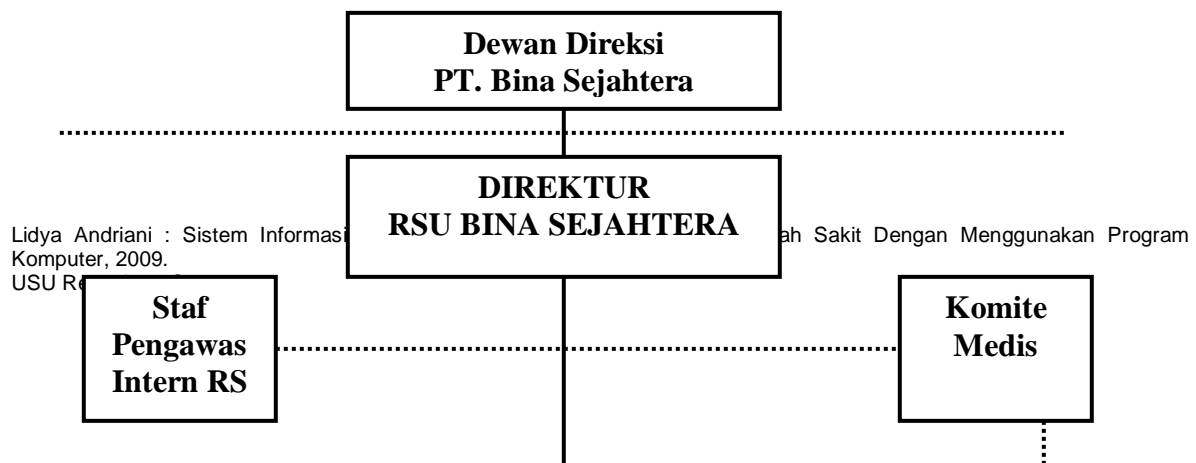 Dewan Direksi
PT. Bina Sejahtera
DIREKTUR
RSU BINA SEJAHTERA
Lidya Andriani : Sistem Informasi
Sakit Dengan Menggunakan Program
Komputer, 2009.
USU
Staf
Pengawas
Intern RS
Komite
Medis